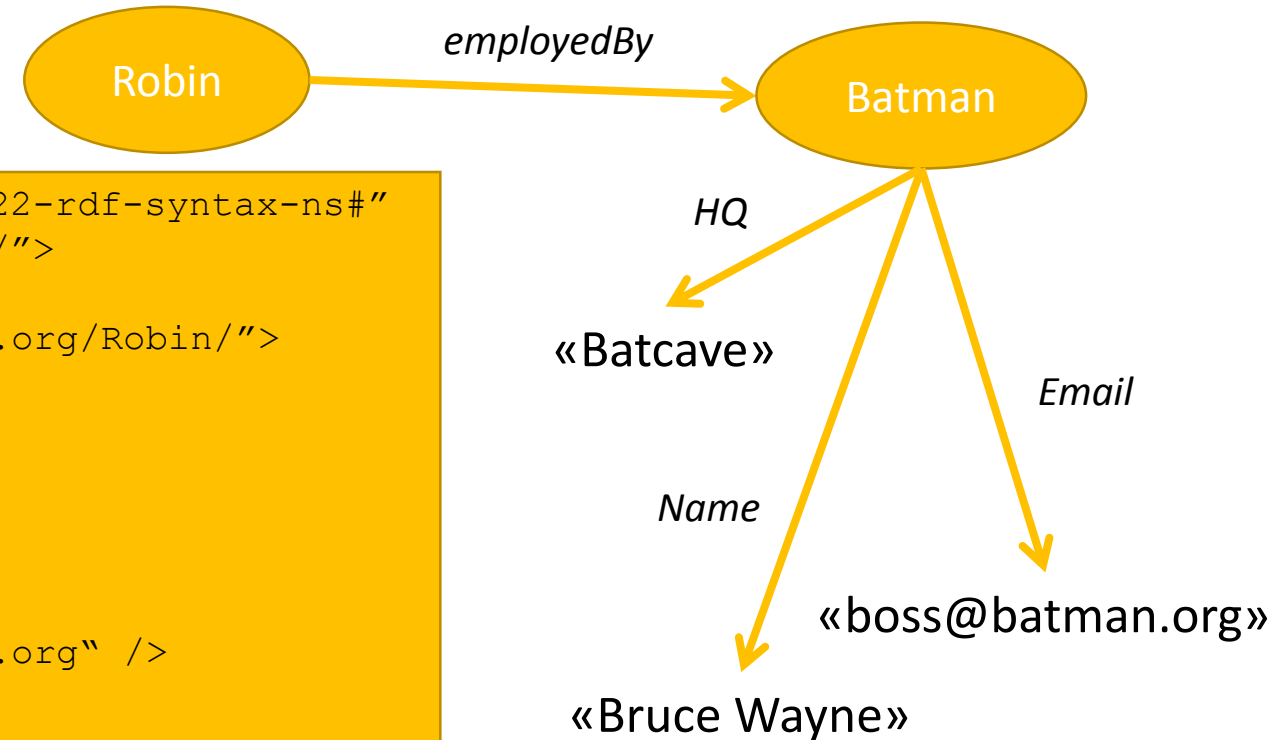 employedBy
Robin
Batman
22-rdf-syntax-ns#”
/”>
.org/Robin/”>
.org“ />
HQ
«Batcave»
Email
Name
«boss@batman.org»
«Bruce Wayne»